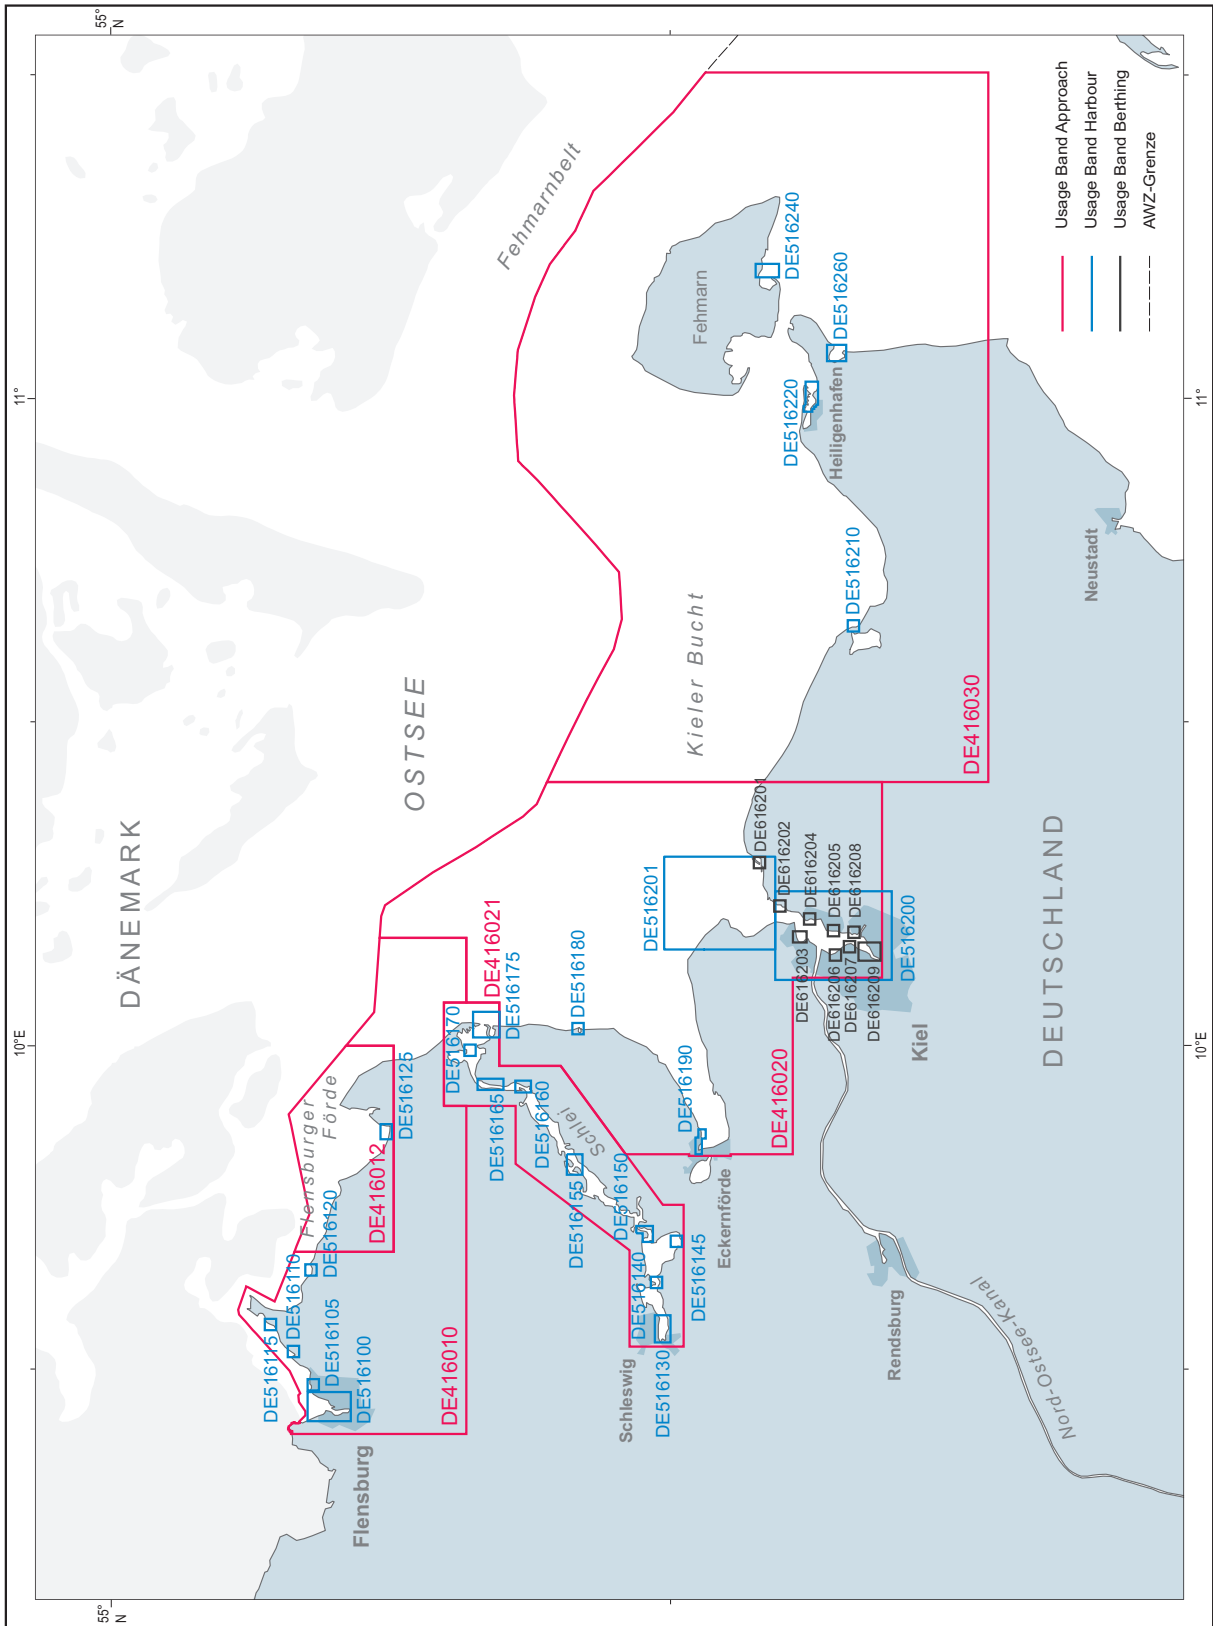 55°
N
55°
N
11°
11°
10°E
10°E
DÄNEMARK
OSTSEE
Fehmarnbelt
Kieler Bucht
Flensburger
Förde
Schlei
Fehmarn
Heiligenhafen
Neustadt
DEUTSCHLAND
Kiel
Eckernförde
Schleswig
Rendsburg
Nord-Ostsee-Kanal
Flensburg
DE416010
DE416012
DE416021
DE416020
DE416030
DE516100
DE516105
DE516110
DE516115
DE516120
DE516125
DE516130
DE516140
DE516145
DE516150
DE516155
DE516160
DE516165
DE516170
DE516175
DE516180
DE516190
DE516200
DE516201
DE516210
DE516220
DE516240
DE516260
DE616201
DE616202
DE616203
DE616204
DE616205
DE616206
DE616207
DE616208
DE616209
Usage Band Approach
Usage Band Harbour
Usage Band Berthing
AWZ-Grenze